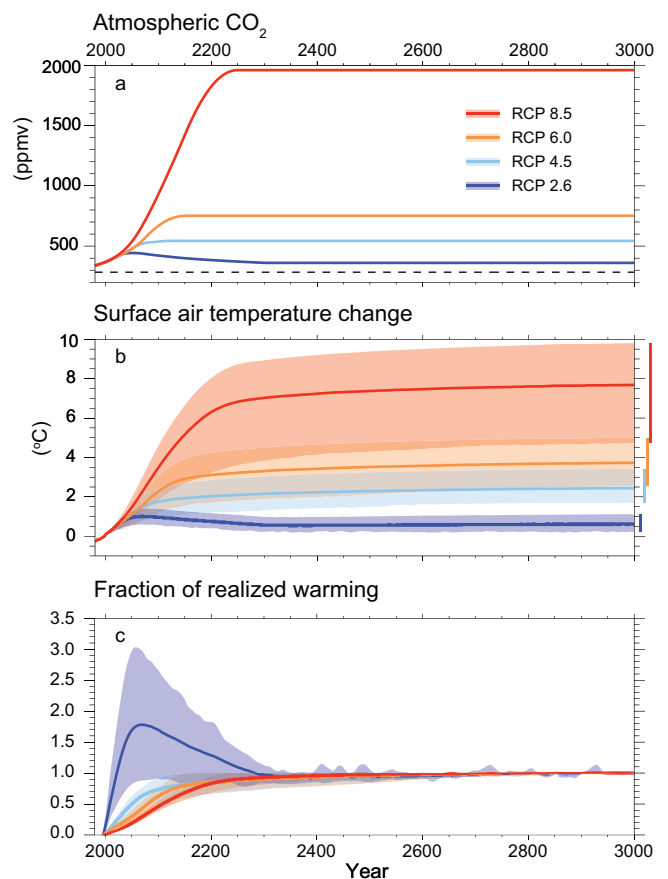 Atmospheric CO2
2000 2200 2400 2600 2800 3000
2000
1500
1000
500
(ppmv)
a
RCP 8.5
RCP 6.0
RCP 4.5
RCP 2.6
Surface air temperature change
10
8
6
4
2
0
(oC)
b
Fraction of realized warming
3.5
3.0
2.5
2.0
1.5
1.0
0.5
0.0
c
2000 2200 2400 2600 2800 3000
Year